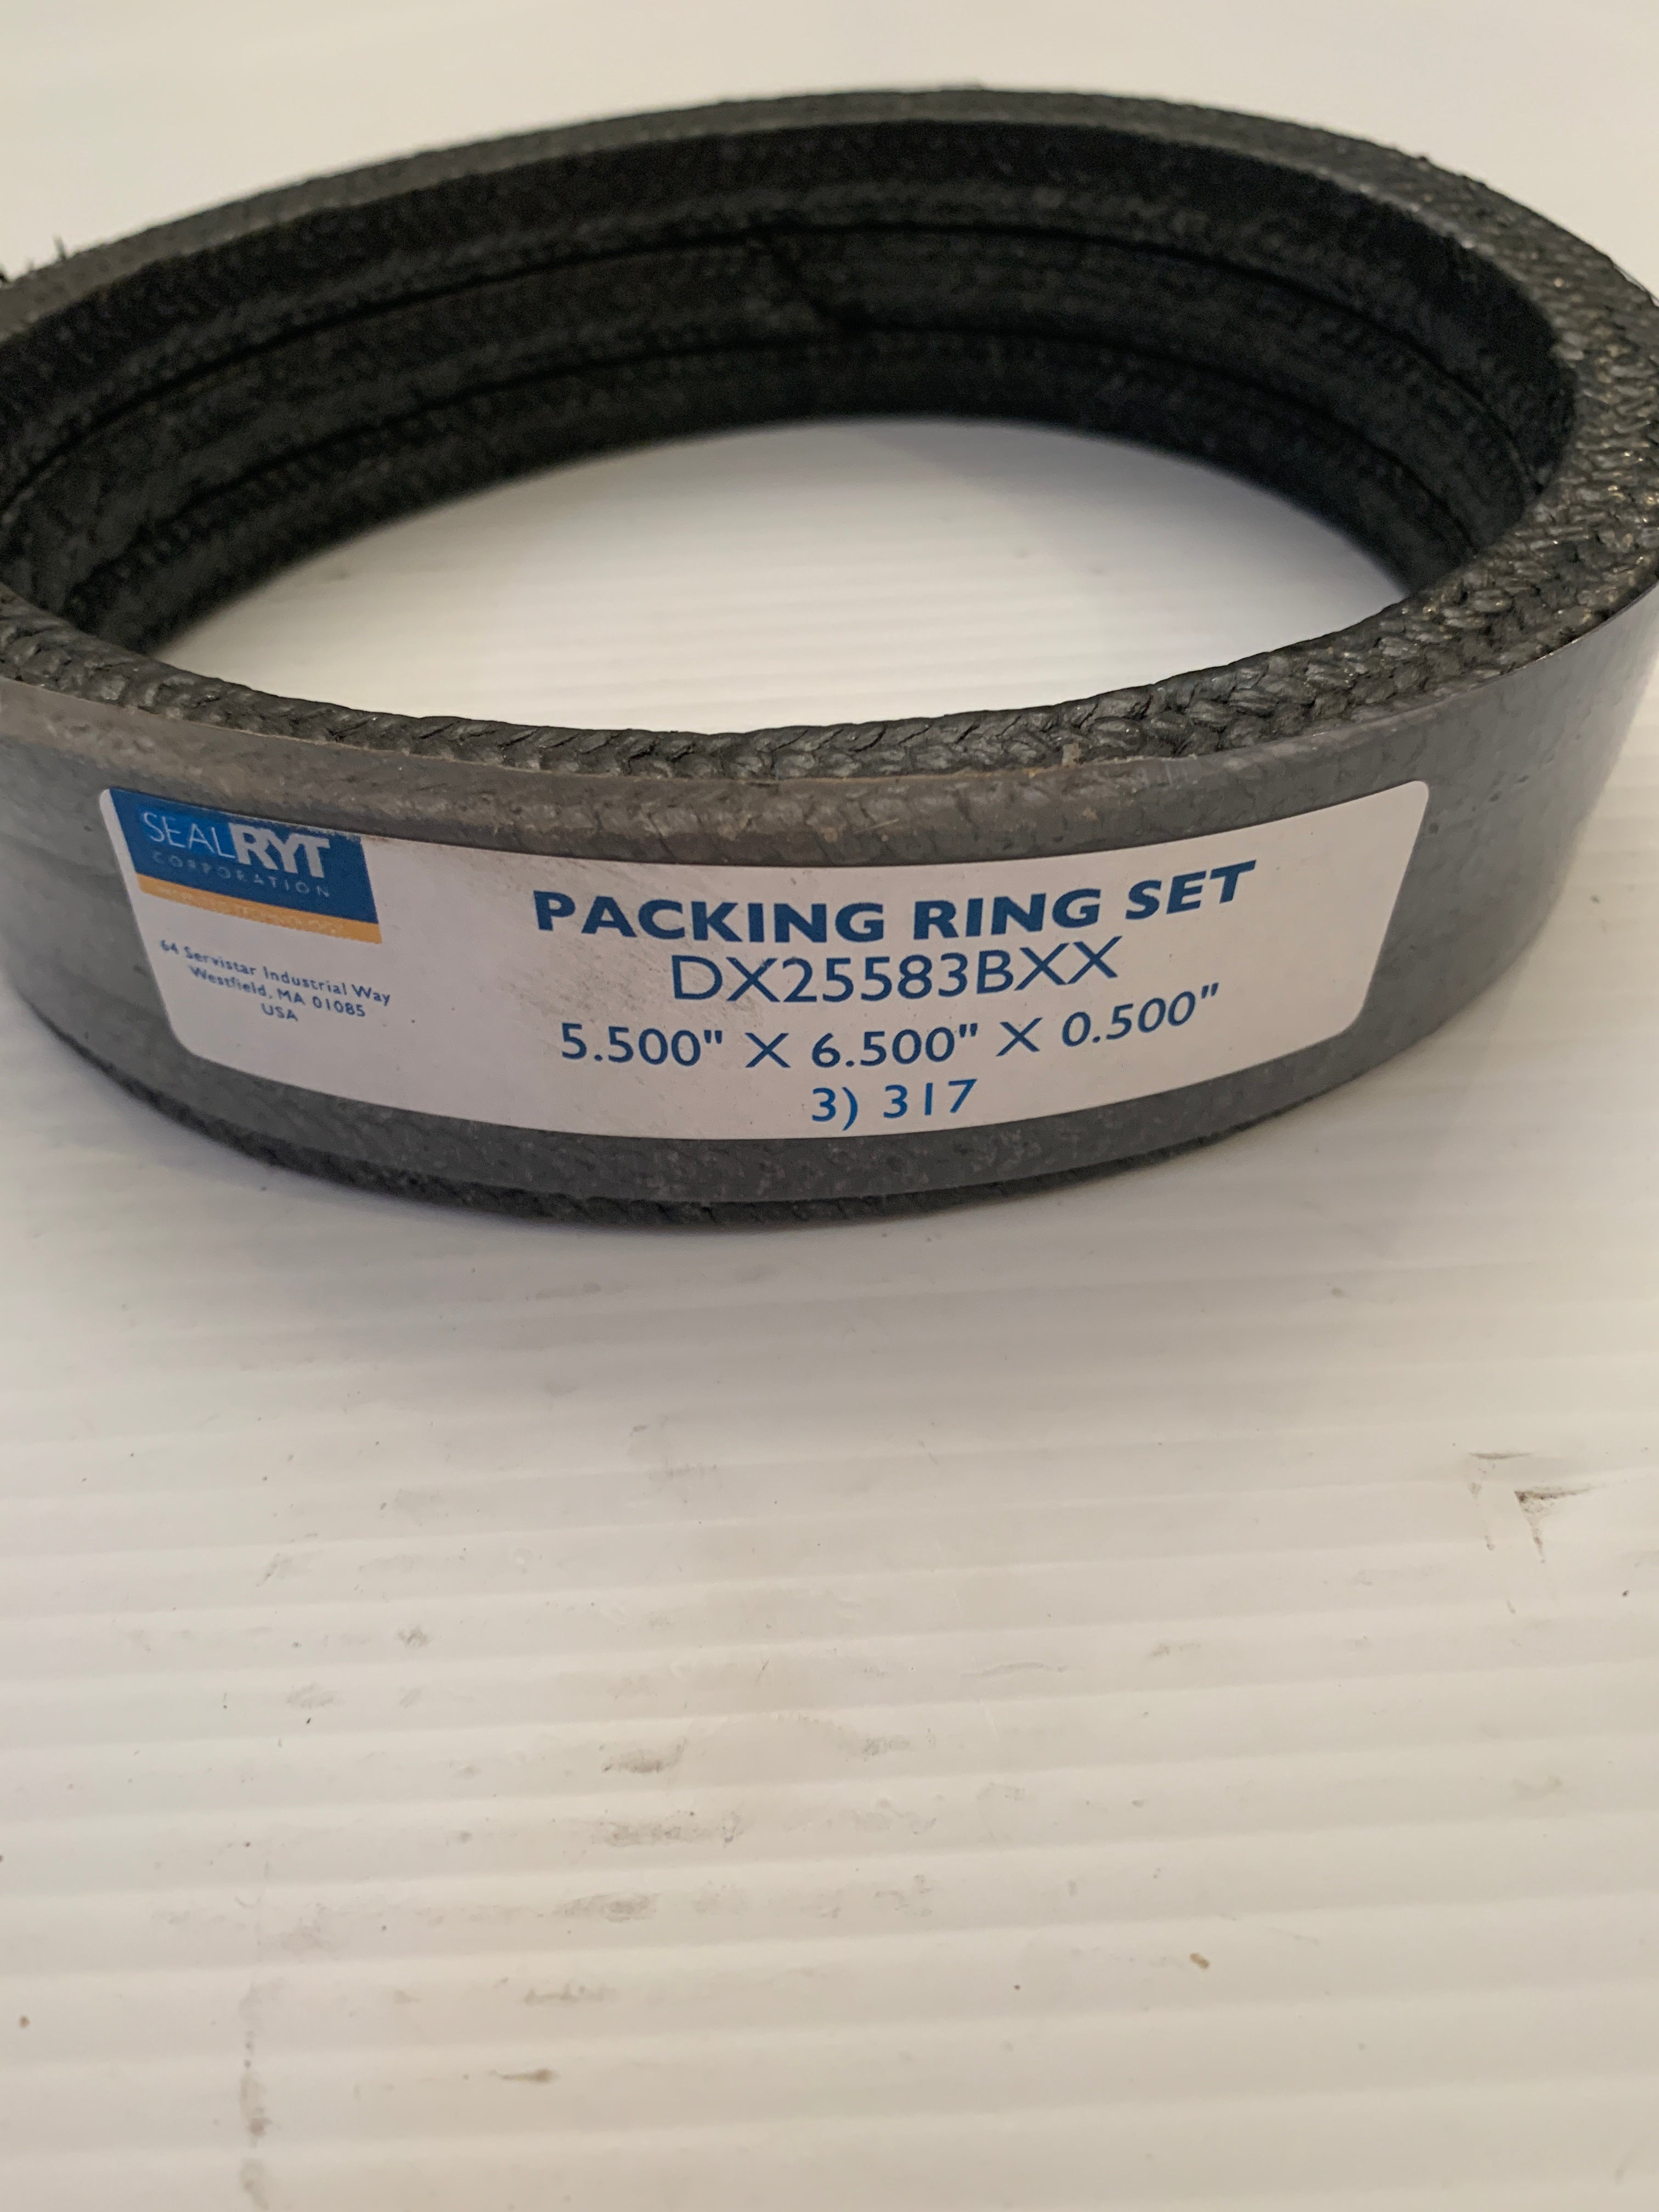 SEALRYT
CORPORATION
64 Servistar Industrial Way
Westfield, MA 01085
USA
PACKING RING SET
DX25583BXX
5.500" X 6.500" X 0.500"
3) 317